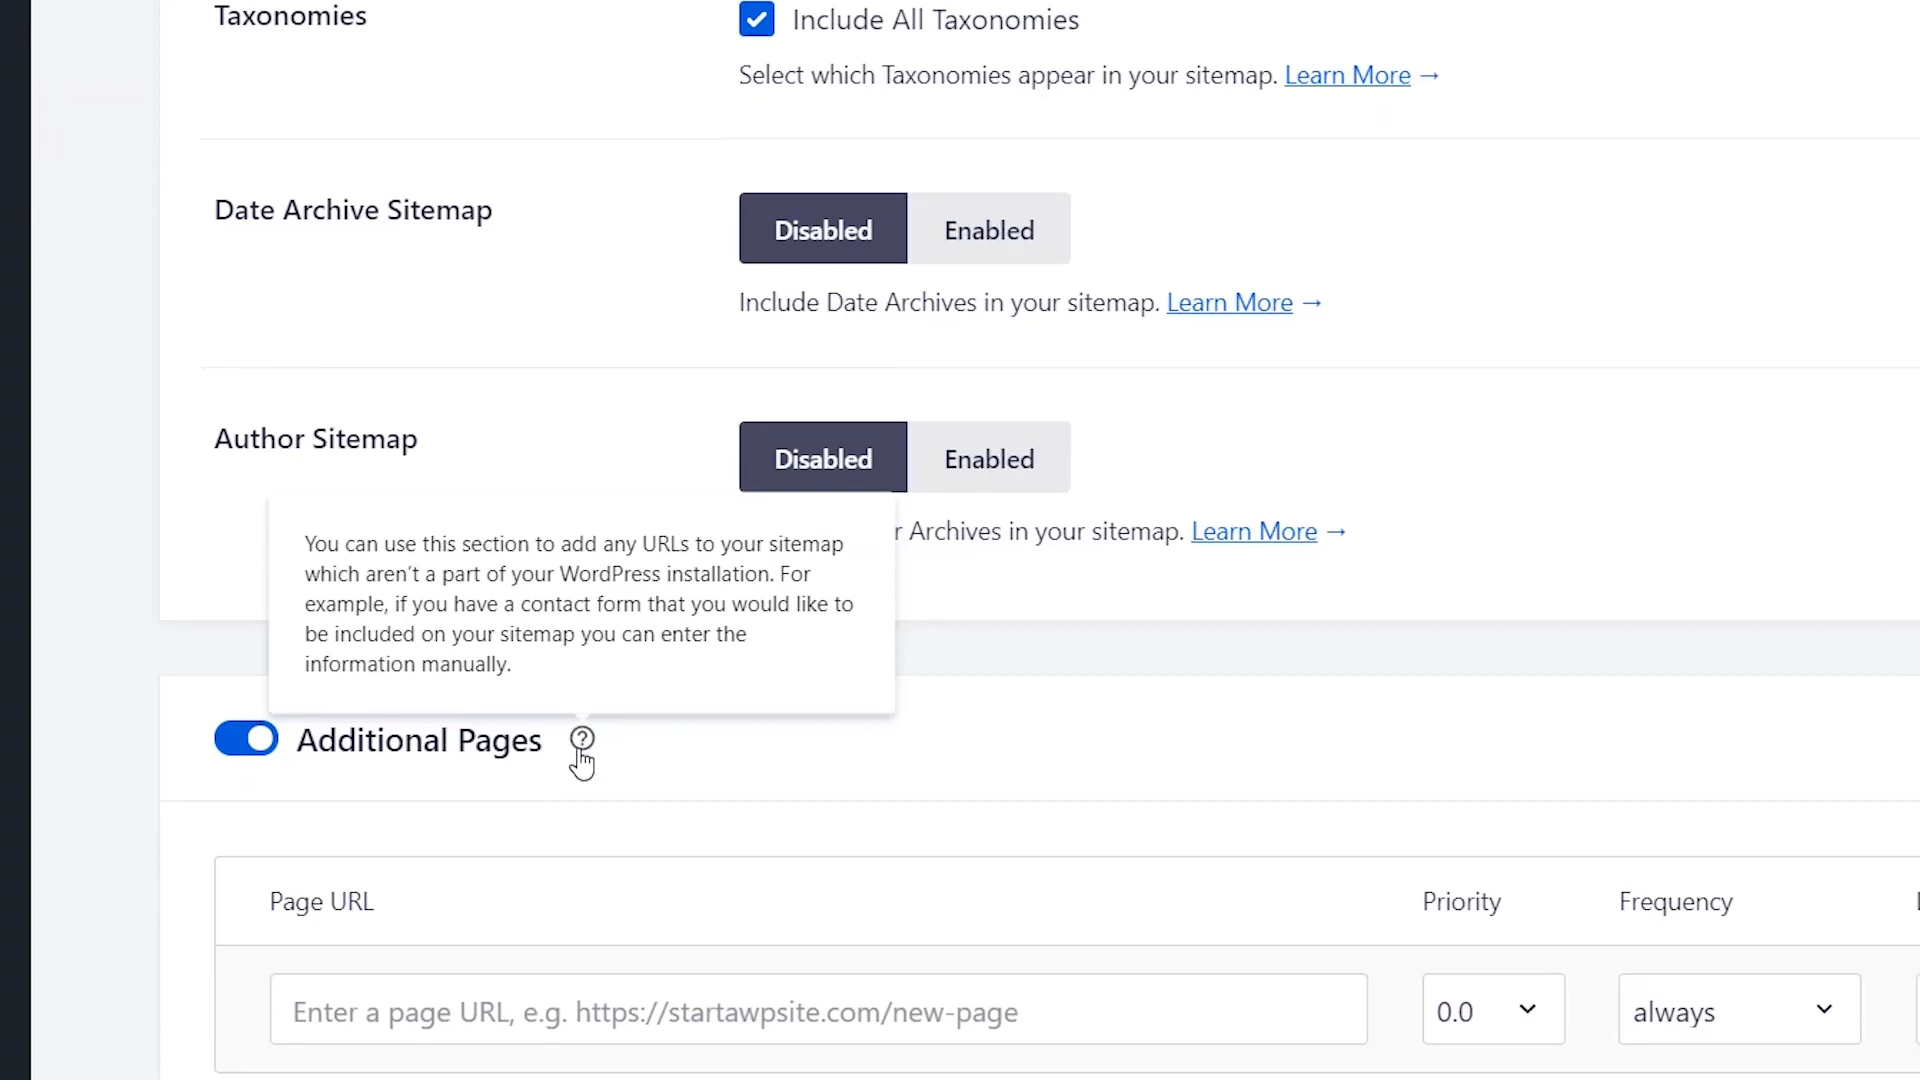 Taxonomies
Include All Taxonomies
Select which Taxonomies appear in your sitemap. Learn More →
Date Archive Sitemap
Disabled
Enabled
Include Date Archives in your sitemap. Learn More →
Author Sitemap
Disabled
Enabled
Archives in your sitemap. Learn More →
You can use this section to add any URLs to your sitemap
which aren't a part of your WordPress installation. For
example, if you have a contact form that you would like to
be included on your sitemap you can enter the
information manually.
Additional Pages
Page URL
Priority
Frequency
Enter a page URL, e.g. https://startawpsite.com/new-page
0.0
always